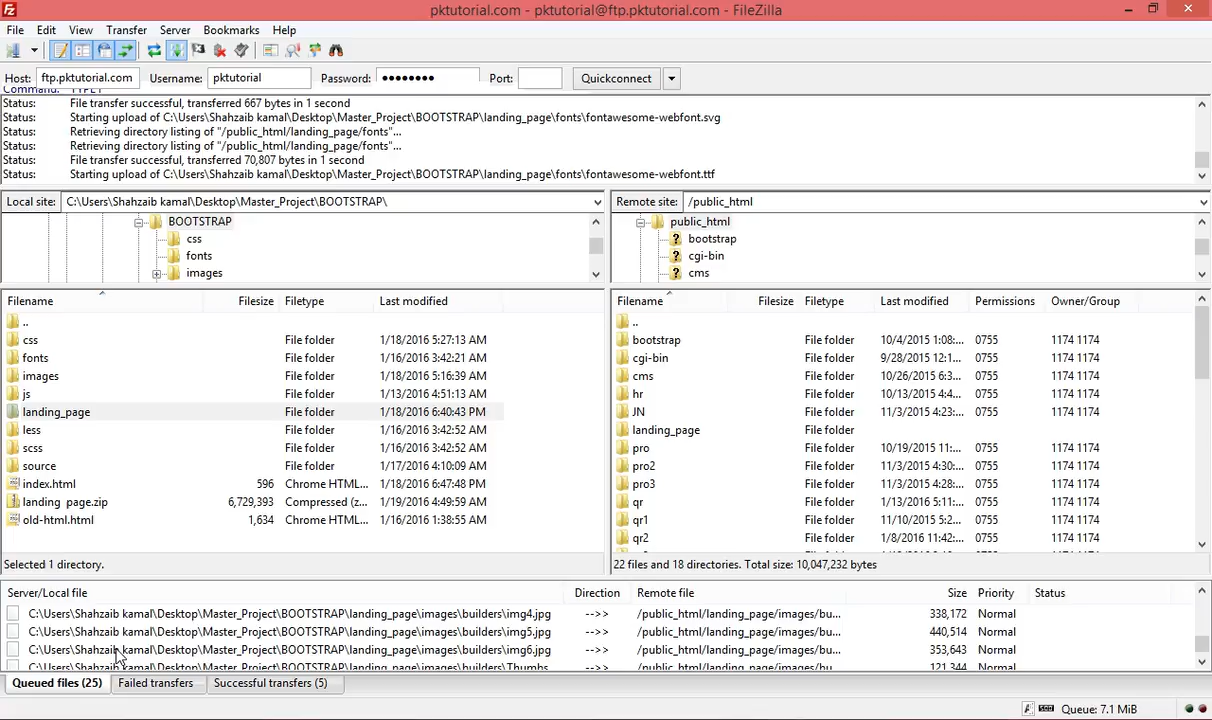 pktutorial.com - pktutorial@ftp.pktutorial.com - FileZilla
File Edit View Transfer Server Bookmarks Help
Host: ftp.pktutorial.com Username: pktutorial Password: ●●●●●●●● Port: Quickconnect
Command: TYPE I
Status: File transfer successful, transferred 667 bytes in 1 second
Status: Starting upload of C:\Users\Shahzaib kamal\Desktop\Master_Project\BOOTSTRAP\landing_page\fonts\fontawesome-webfont.svg
Status: Retrieving directory listing of "/public_html/landing_page/fonts"...
Status: Retrieving directory listing of "/public_html/landing_page/fonts"...
Status: File transfer successful, transferred 70,807 bytes in 1 second
Status: Starting upload of C:\Users\Shahzaib kamal\Desktop\Master_Project\BOOTSTRAP\landing_page\fonts\fontawesome-webfont.ttf
Local site: C:\Users\Shahzaib kamal\Desktop\Master_Project\BOOTSTRAP\
BOOTSTRAP
css
fonts
images
Remote site: /public_html
public_html
bootstrap
cgi-bin
cms
Filename Filesize Filetype Last modified
..
css File folder 1/18/2016 5:27:13 AM
fonts File folder 1/16/2016 3:42:21 AM
images File folder 1/18/2016 5:16:39 AM
js File folder 1/13/2016 4:51:13 AM
landing_page File folder 1/18/2016 6:40:43 PM
less File folder 1/16/2016 3:42:52 AM
scss File folder 1/16/2016 3:42:52 AM
source File folder 1/17/2016 4:10:09 AM
index.html 596 Chrome HTML... 1/18/2016 6:47:48 PM
landing page.zip 6,729,393 Compressed (z... 1/19/2016 4:59:59 AM
old-html.html 1,634 Chrome HTML... 1/16/2016 1:38:55 AM
Selected 1 directory.
Filename Filesize Filetype Last modified Permissions Owner/Group
..
bootstrap File folder 10/4/2015 1:08:... 0755 1174 1174
cgi-bin File folder 9/28/2015 12:1... 0755 1174 1174
cms File folder 10/26/2015 6:3... 0755 1174 1174
hr File folder 10/13/2015 4:4... 0755 1174 1174
JN File folder 11/3/2015 4:23:... 0755 1174 1174
landing_page File folder
pro File folder 10/19/2015 11:... 0755 1174 1174
pro2 File folder 11/3/2015 4:30:... 0755 1174 1174
pro3 File folder 11/3/2015 4:28:... 0755 1174 1174
qr File folder 1/13/2016 5:11:... 0755 1174 1174
qr1 File folder 11/10/2015 5:2... 0755 1174 1174
qr2 File folder 1/8/2016 11:42:... 0755 1174 1174
22 files and 18 directories. Total size: 10,047,232 bytes
Server/Local file Direction Remote file Size Priority Status
C:\Users\Shahzaib kamal\Desktop\Master_Project\BOOTSTRAP\landing_page\images\builders\img4.jpg -->> /public_html/landing_page/images/bu... 338,172 Normal
C:\Users\Shahzaib kamal\Desktop\Master_Project\BOOTSTRAP\landing_page\images\builders\img5.jpg -->> /public_html/landing_page/images/bu... 440,514 Normal
C:\Users\Shahzaib kamal\Desktop\Master_Project\BOOTSTRAP\landing_page\images\builders\img6.jpg -->> /public_html/landing_page/images/bu... 353,643 Normal
C:\Users\Shahzaib kamal\Desktop\Master_Project\BOOTSTRAP\landing_page\images\builders\Thumbs... -->> /public_html/landing_page/images/bu... 121,344 Normal
Queued files (25) Failed transfers Successful transfers (5)
Queue: 7.1 MiB